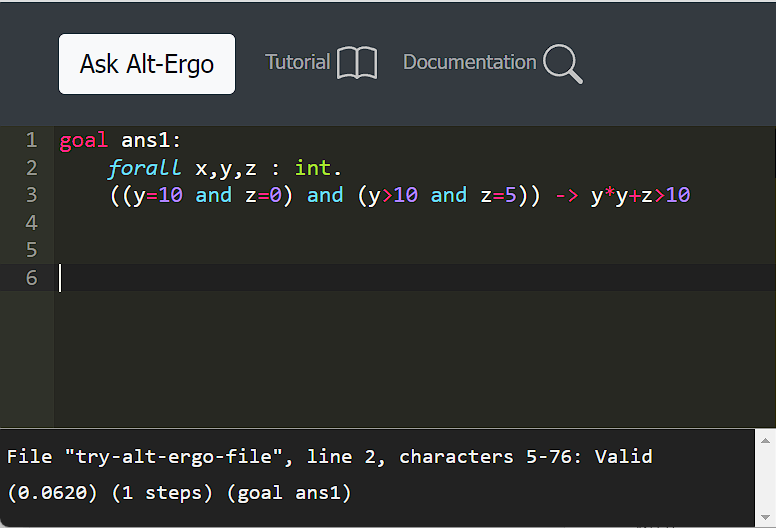 Ask Alt-Ergo Tutorial Documentation
1 goal ans1:
2 forall x,y,z : int.
3 ((y=10 and z=0) and (y>10 and z=5)) -> y*y+z>10
4
5
6
File "try-alt-ergo-file", line 2, characters 5-76: Valid
(0.0620) (1 steps) (goal ans1)